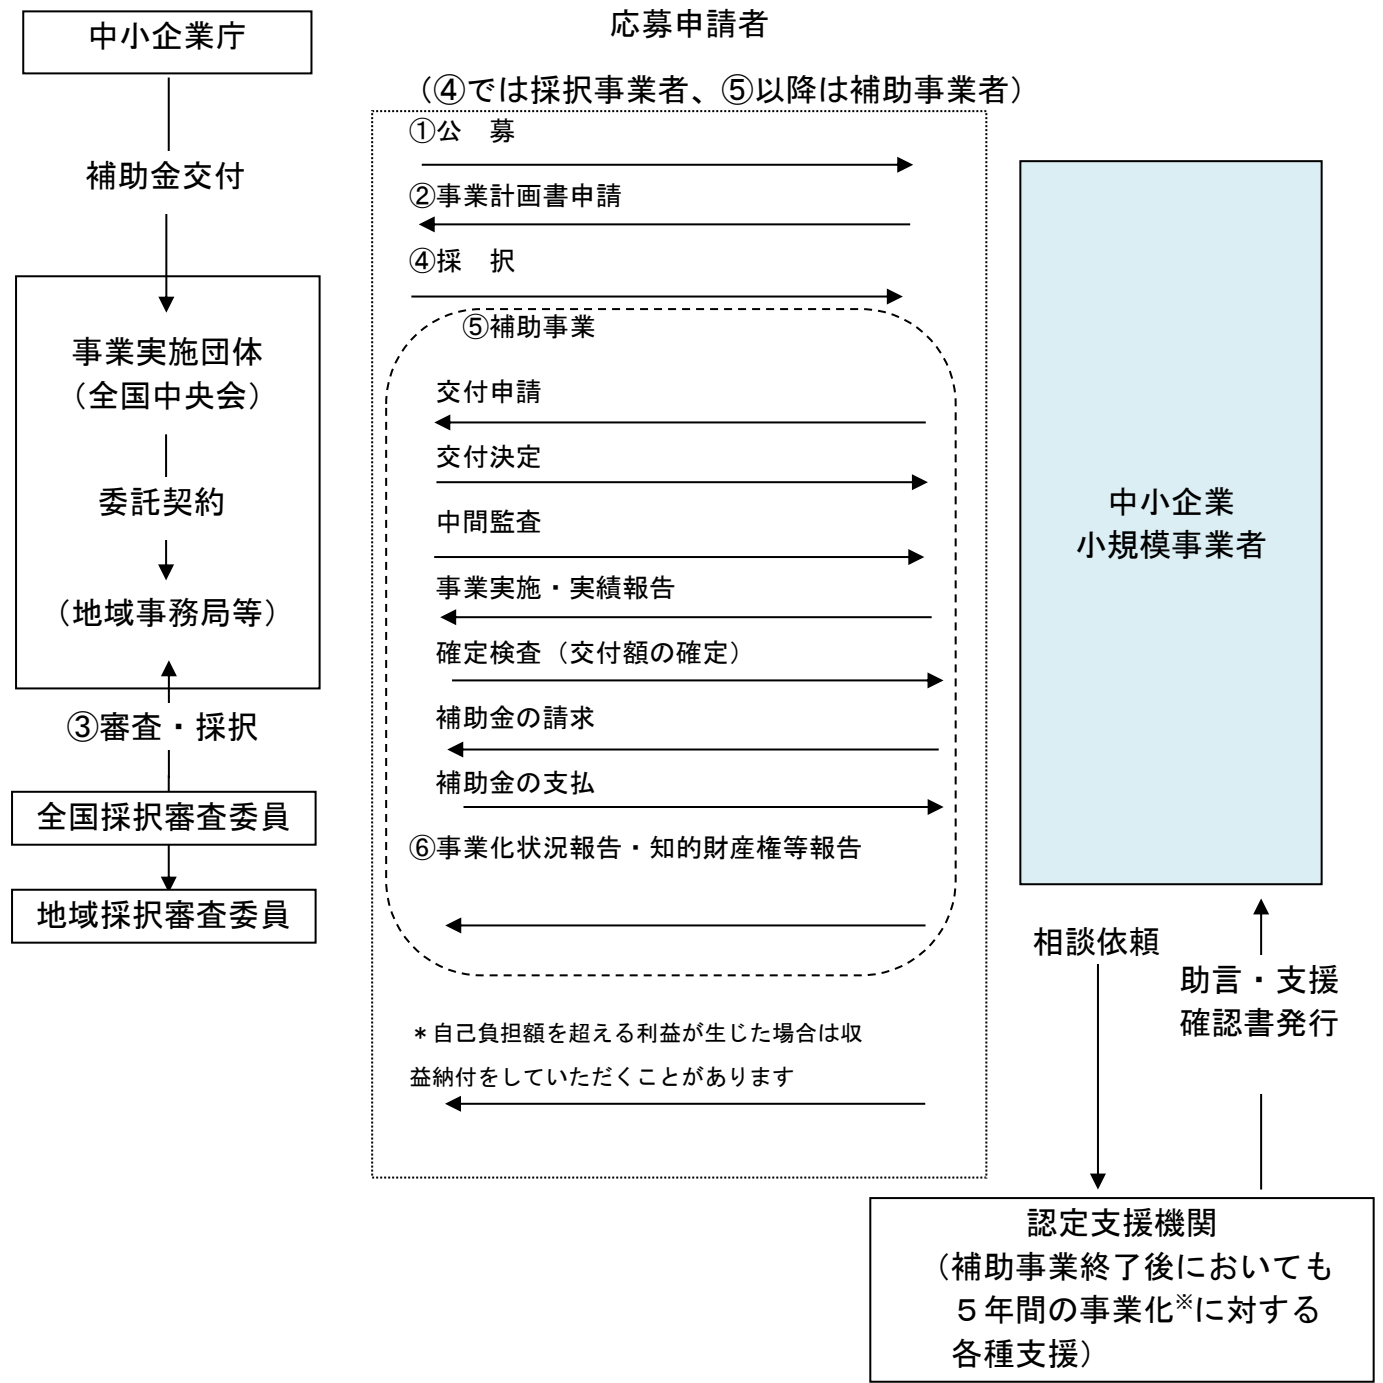 中小企業庁
補助金交付
事業実施団体
（全国中央会）
委託契約
（地域事務局等）
③審査・採択
全国採択審査委員
地域採択審査委員
応募申請者
（④では採択事業者、⑤以降は補助事業者）
①公　募
②事業計画書申請
④採　択
⑤補助事業
交付申請
交付決定
中間監査
事業実施・実績報告
確定検査（交付額の確定）
補助金の請求
補助金の支払
⑥事業化状況報告・知的財産権等報告
＊自己負担額を超える利益が生じた場合は収
益納付をしていただくことがあります
中小企業
小規模事業者
相談依頼
助言・支援
確認書発行
認定支援機関
（補助事業終了後においても
５年間の事業化※に対する
各種支援）